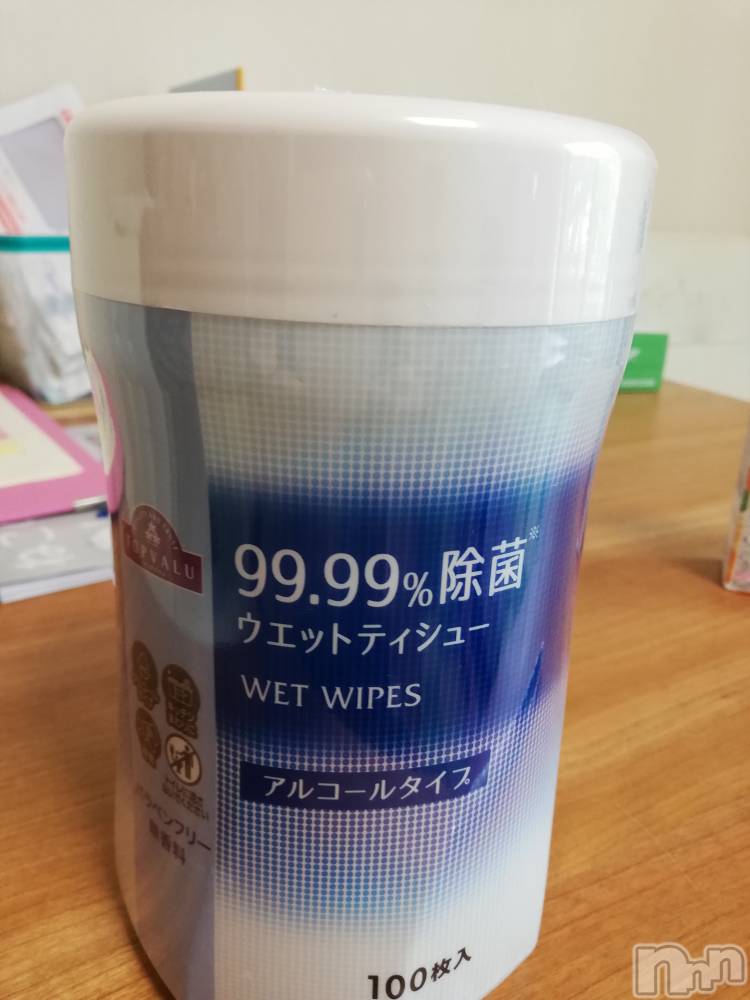 TOPVALU
99.99%除菌※
ウエットティシュー
WET WIPES
アルコールタイプ
パラベンフリー
無香料
100枚入
nnn